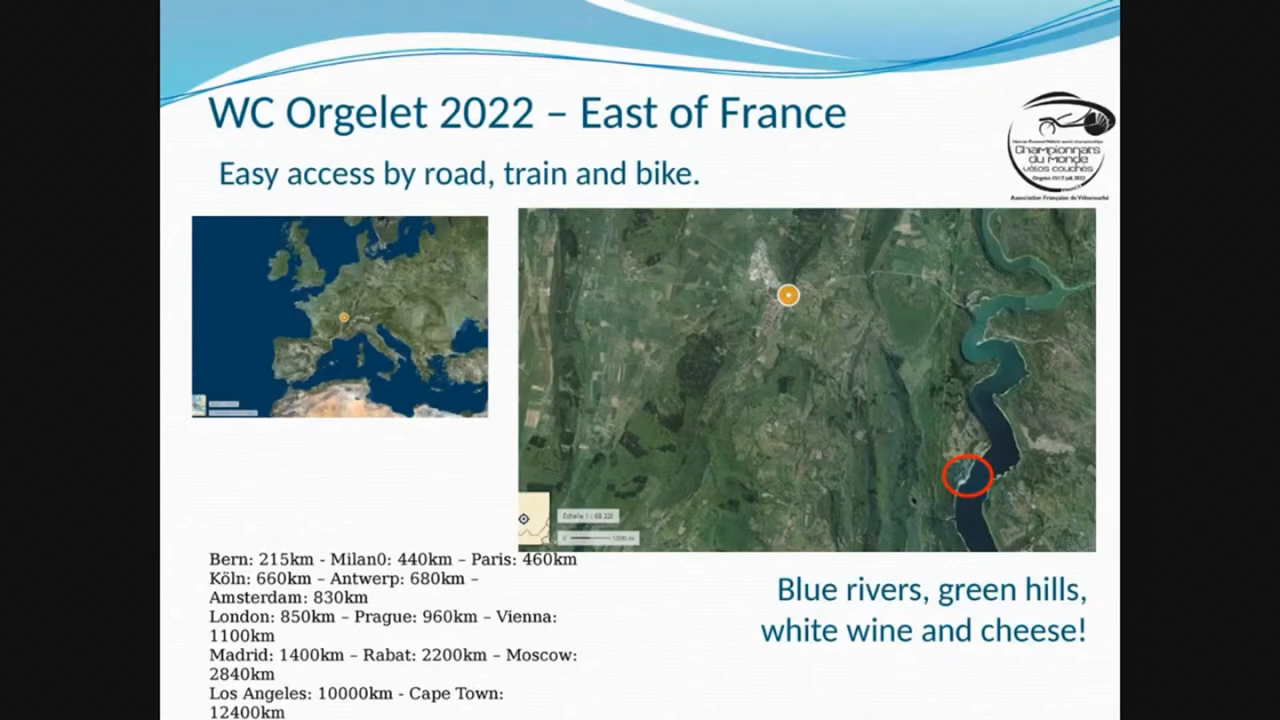 WC Orgelet 2022 – East of France
Easy access by road, train and bike.
Championnats
du Monde
vélos couchés
Association Française de Vélocouché
Bern: 215km - Milan0: 440km – Paris: 460km
Köln: 660km – Antwerp: 680km –
Amsterdam: 830km
London: 850km – Prague: 960km – Vienna:
1100km
Madrid: 1400km – Rabat: 2200km – Moscow:
2840km
Los Angeles: 10000km - Cape Town:
12400km
Blue rivers, green hills,
white wine and cheese!